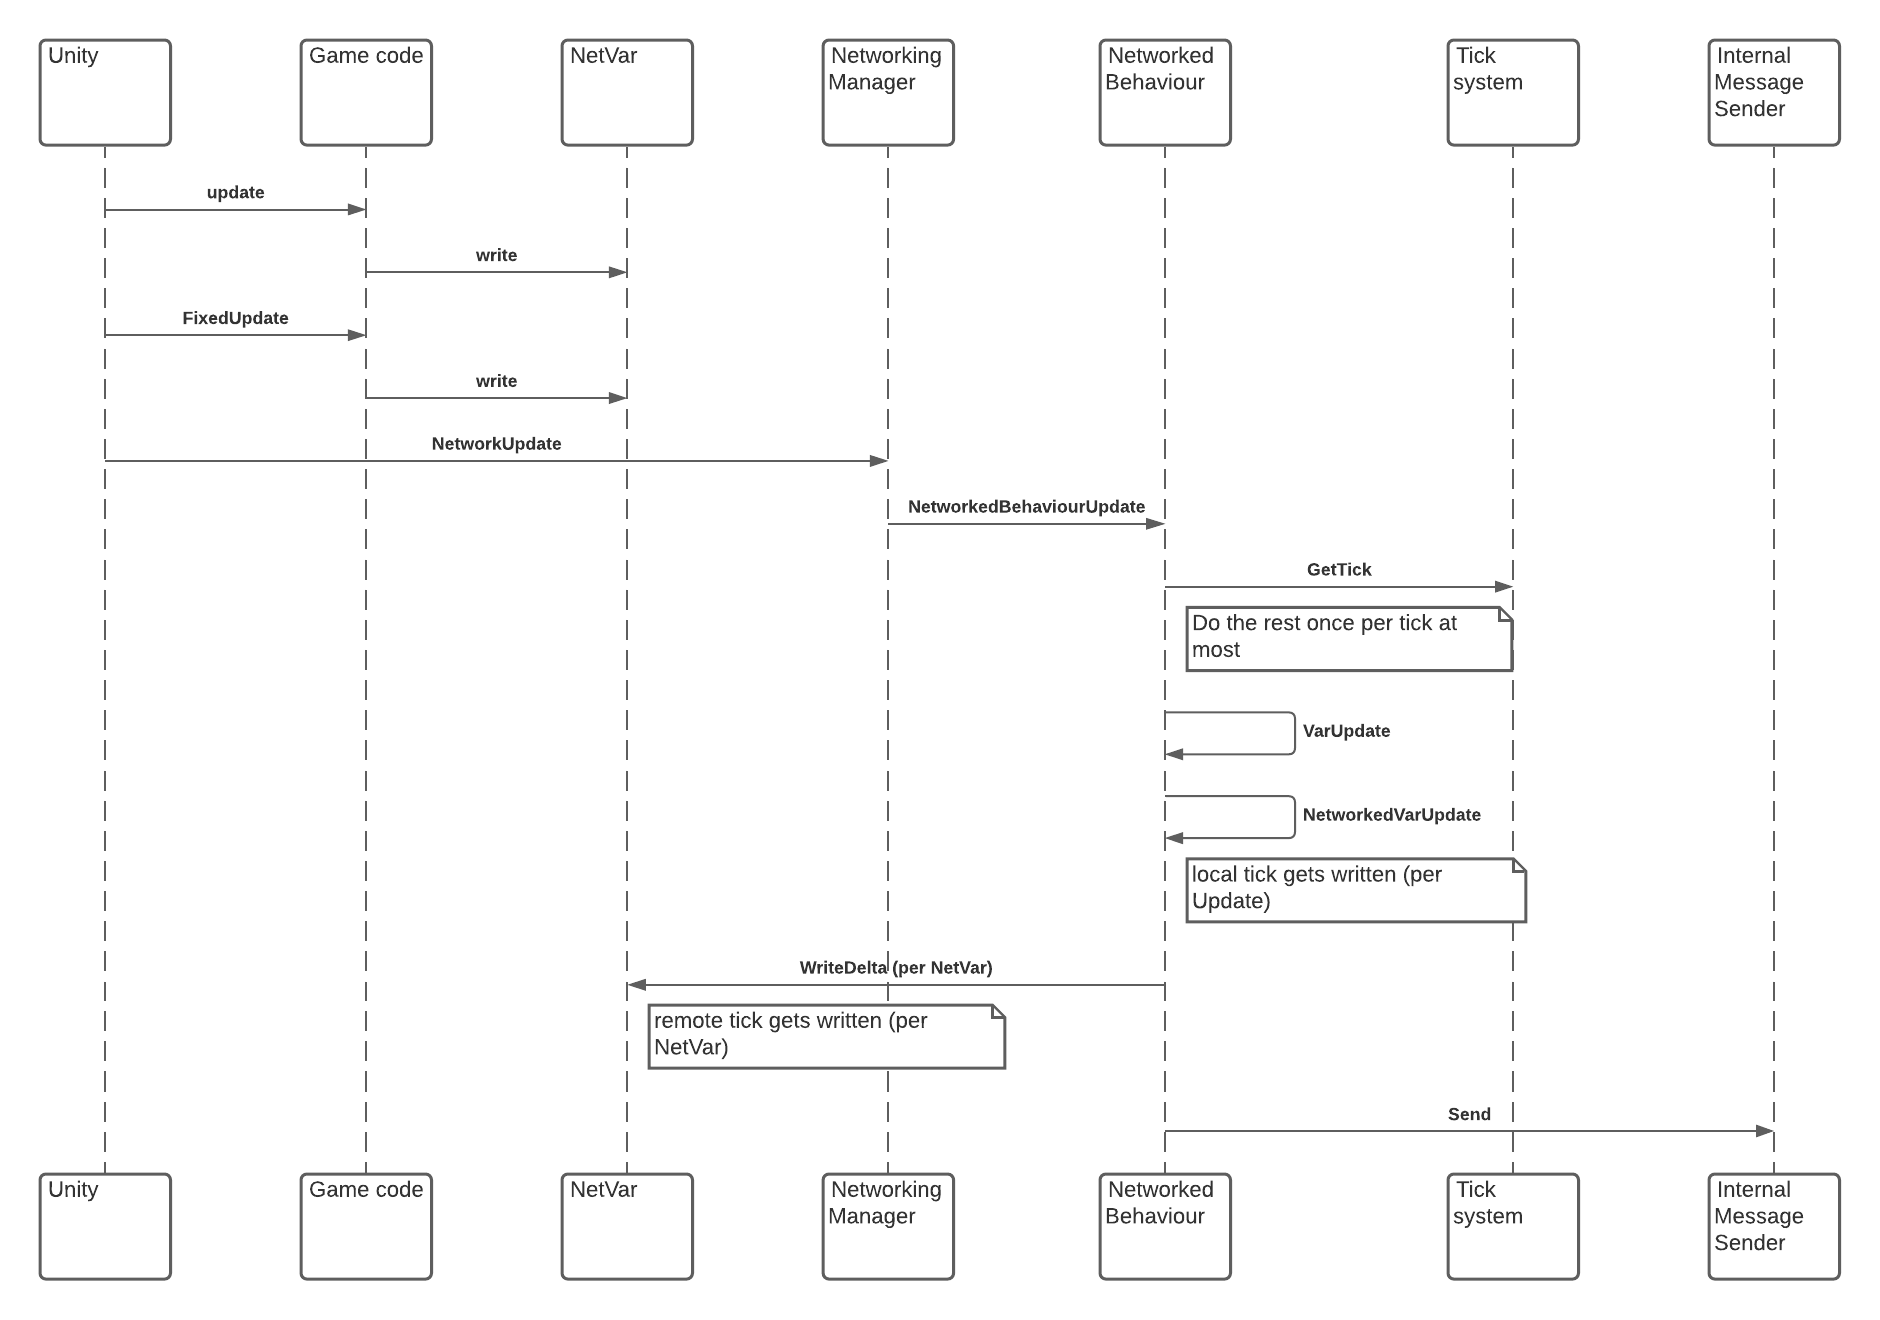 Unity
Game code
NetVar
Networking
Manager
Networked
Behaviour
Tick
system
Internal
Message
Sender
update
write
FixedUpdate
write
NetworkUpdate
NetworkedBehaviourUpdate
GetTick
Do the rest once per tick at
most
VarUpdate
NetworkedVarUpdate
local tick gets written (per
Update)
WriteDelta (per NetVar)
remote tick gets written (per
NetVar)
Send
Unity
Game code
NetVar
Networking
Manager
Networked
Behaviour
Tick
system
Internal
Message
Sender